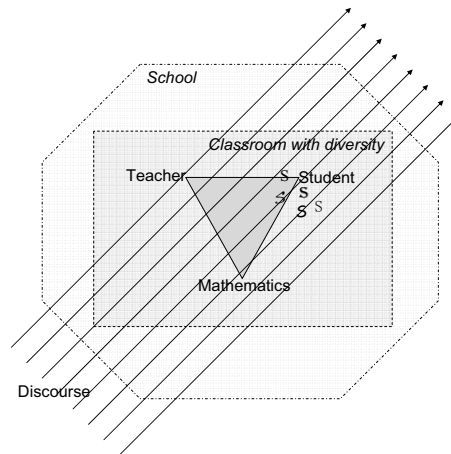 School
Classroom with diversity
Teacher
S
Student
S
S
S
S
Mathematics
Discourse